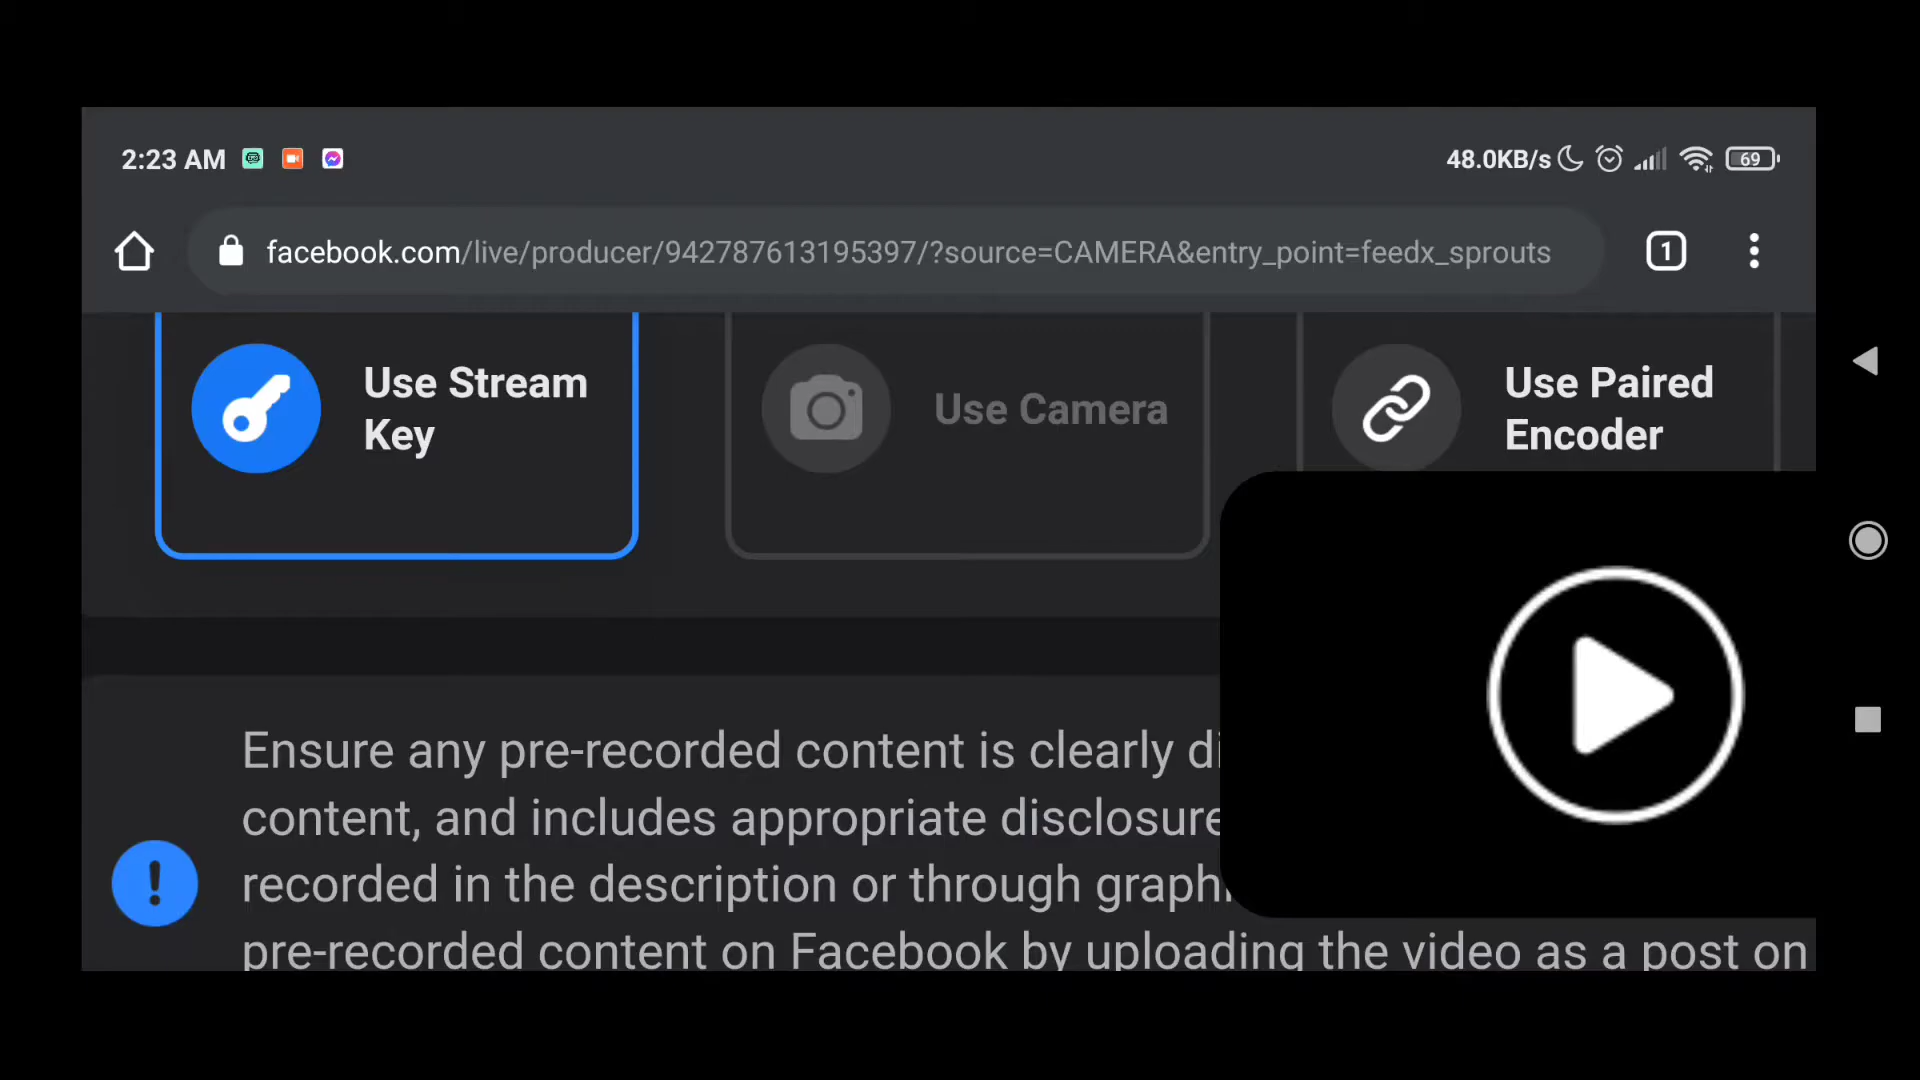 2:23 AM 48.0KB/s 69
facebook.com/live/producer/942787613195397/?source=CAMERA&entry_point=feedx_sprouts 1
Use Stream
Key
Use Camera
Use Paired
Encoder
Ensure any pre-recorded content is clearly
content, and includes appropriate disclosure
recorded in the description or through
pre-recorded content on Facebook by uploading the video as a post on